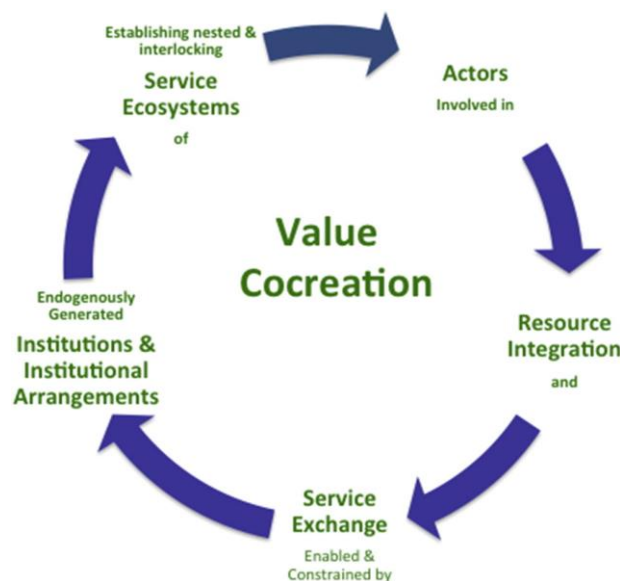 Establishing nested &
interlocking
Service
Ecosystems
of
Actors
Involved in
Resource
Integration
and
Service
Exchange
Enabled &
Constrained by
Endogenously
Generated
Institutions &
Institutional
Arrangements
Value
Cocreation